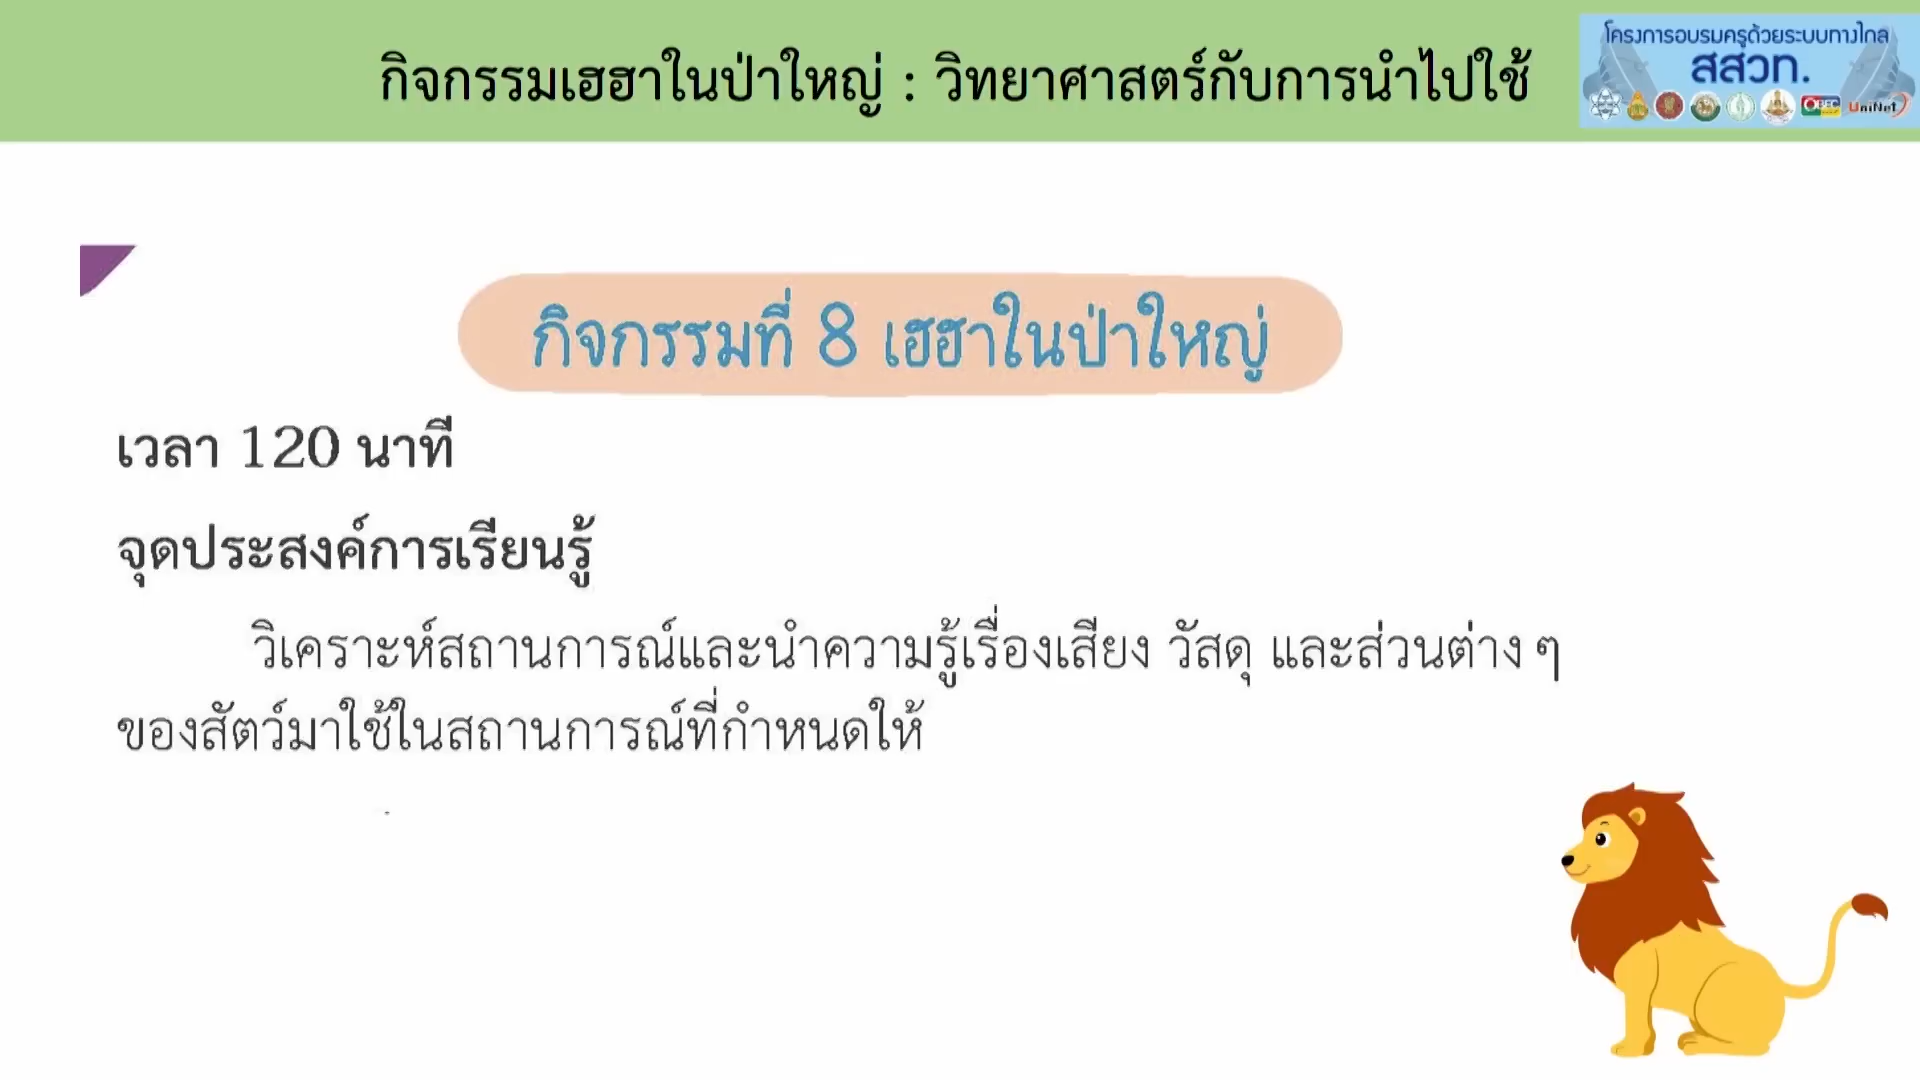 กิจกรรมเฮฮาในป่าใหญ่ : วิทยาศาสตร์กับการนำไปใช้
โครงการอบรมครูด้วยระบบทางไกล
สสวท.
OBEC
UniNet
กิจกรรมที่ 8 เฮฮาในป่าใหญ่
เวลา 120 นาที
จุดประสงค์การเรียนรู้
วิเคราะห์สถานการณ์และนำความรู้เรื่องเสียง วัสดุ และส่วนต่าง ๆ
ของสัตว์มาใช้ในสถานการณ์ที่กำหนดให้